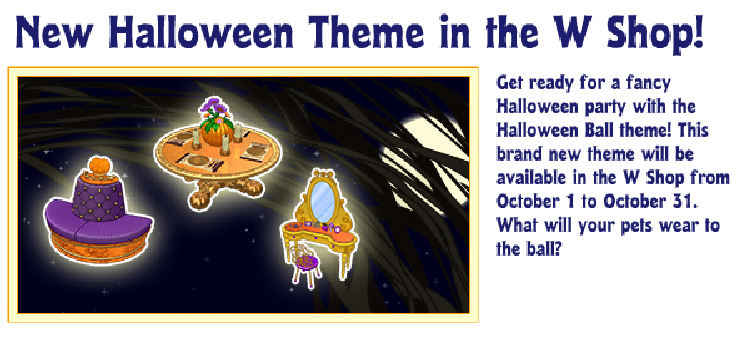 New Halloween Theme in the W Shop!
Get ready for a fancy
Halloween party with the
Halloween Ball theme! This
brand new theme will be
available in the W Shop from
October 1 to October 31.
What will your pets wear to
the ball?